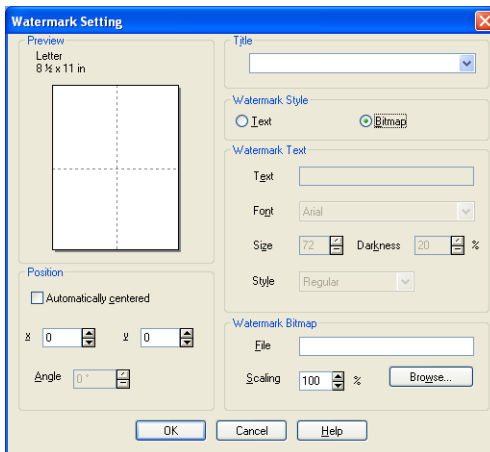 Watermark Setting
Preview
Letter
8 ½ x 11 in
Title
Watermark Style
Text
Bitmap
Watermark Text
Text
Font
Arial
Size
72
Darkness
20
%
Style
Regular
Position
Automatically centered
x
0
y
0
Angle
0 °
Watermark Bitmap
File
Scaling
100
%
Browse...
OK
Cancel
Help